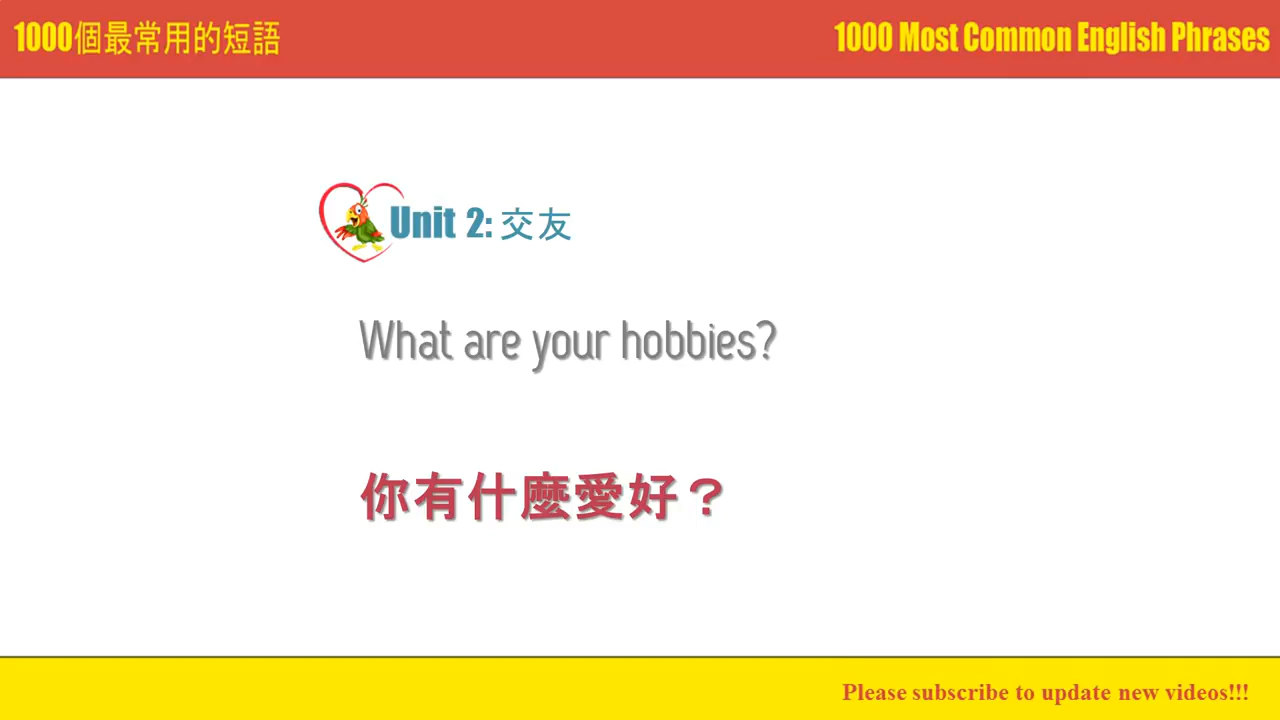 1000個最常用的短語
1000 Most Common English Phrases
Unit 2: 交友
What are your hobbies?
你有什麼愛好？
Please subscribe to update new videos!!!